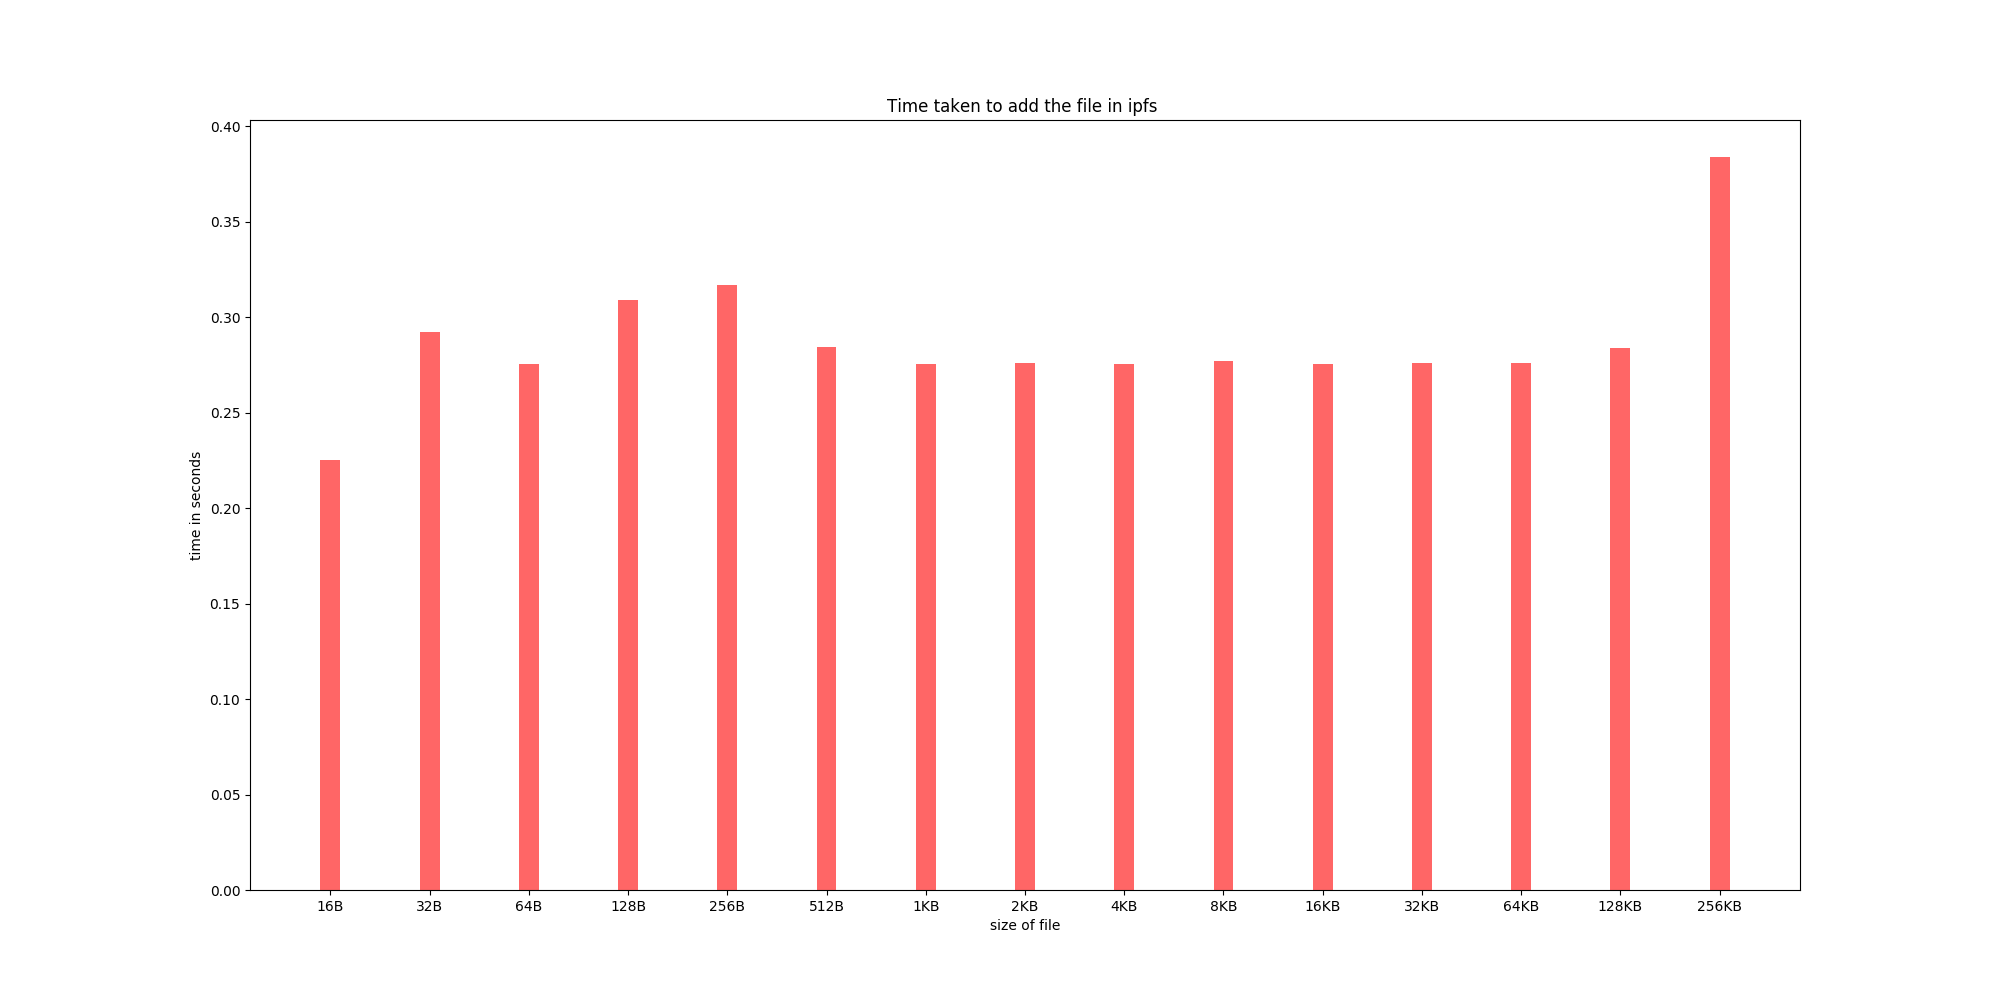 Time taken to add the file in ipfs
0.40
0.35
0.30
0.25
0.20
0.15
0.10
0.05
0.00
time in seconds
16B 32B 64B 128B 256B 512B 1KB 2KB 4KB 8KB 16KB 32KB 64KB 128KB 256KB
size of file